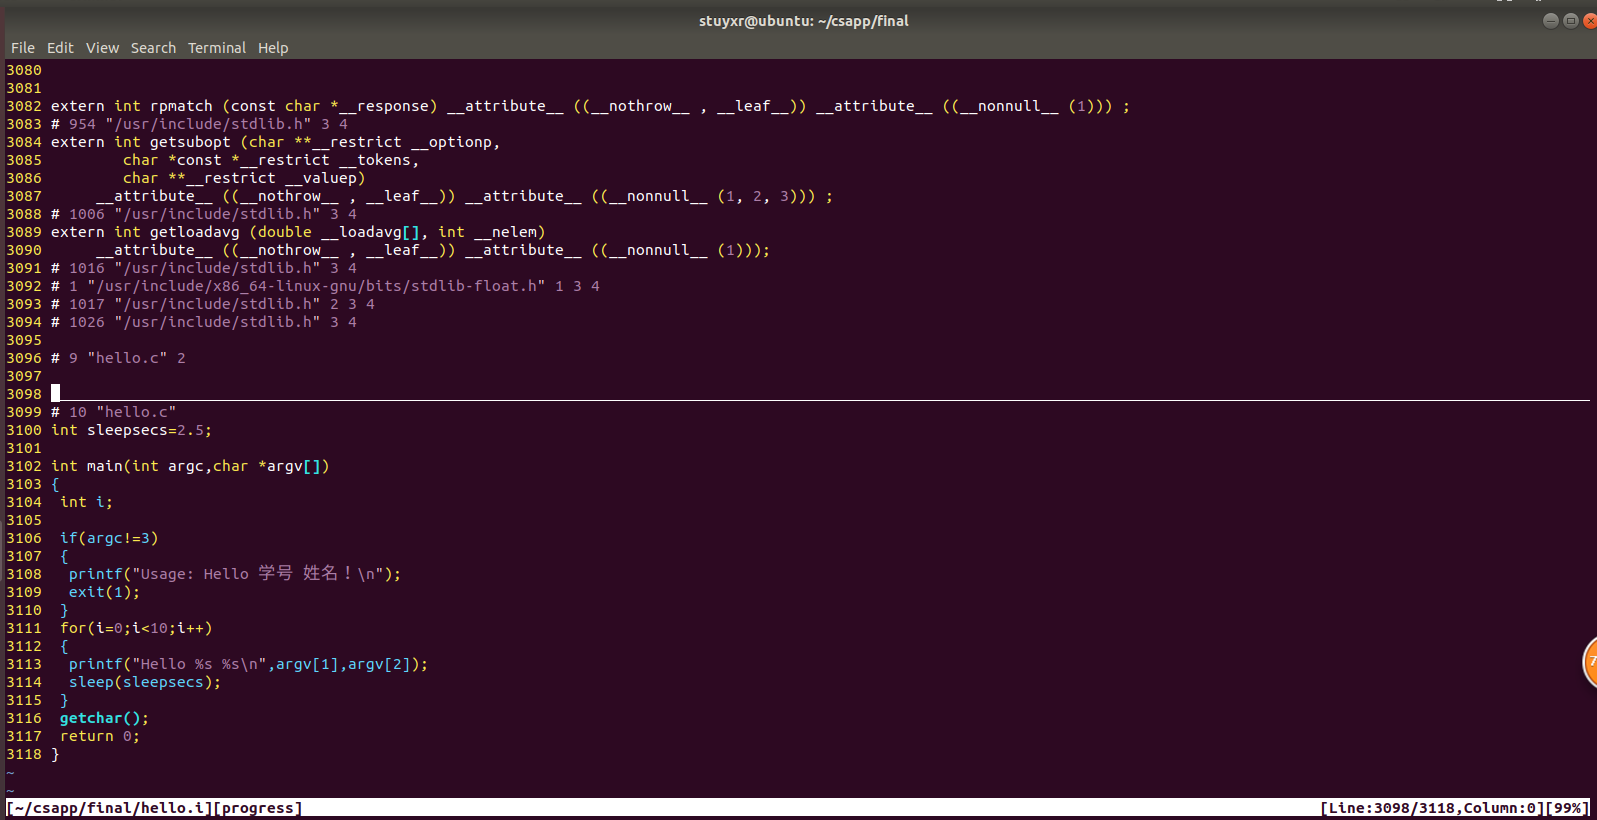 stuyxr@ubuntu: ~/csapp/final
File Edit View Search Terminal Help
3080
3081
3082 extern int rpmatch (const char *__response) __attribute__ ((__nothrow__ , __leaf__)) __attribute__ ((__nonnull__ (1))) ;
3083 # 954 "/usr/include/stdlib.h" 3 4
3084 extern int getsubopt (char **__restrict __optionp,
3085         char *const *__restrict __tokens,
3086         char **__restrict __valuep)
3087      __attribute__ ((__nothrow__ , __leaf__)) __attribute__ ((__nonnull__ (1, 2, 3))) ;
3088 # 1006 "/usr/include/stdlib.h" 3 4
3089 extern int getloadavg (double __loadavg[], int __nelem)
3090      __attribute__ ((__nothrow__ , __leaf__)) __attribute__ ((__nonnull__ (1)));
3091 # 1016 "/usr/include/stdlib.h" 3 4
3092 # 1 "/usr/include/x86_64-linux-gnu/bits/stdlib-float.h" 1 3 4
3093 # 1017 "/usr/include/stdlib.h" 2 3 4
3094 # 1026 "/usr/include/stdlib.h" 3 4
3095
3096 # 9 "hello.c" 2
3097
3098
3099 # 10 "hello.c"
3100 int sleepsecs=2.5;
3101
3102 int main(int argc,char *argv[])
3103 {
3104  int i;
3105
3106  if(argc!=3)
3107  {
3108   printf("Usage: Hello 学号 姓名！\n");
3109   exit(1);
3110  }
3111  for(i=0;i<10;i++)
3112  {
3113   printf("Hello %s %s\n",argv[1],argv[2]);
3114   sleep(sleepsecs);
3115  }
3116  getchar();
3117  return 0;
3118 }
~
~
[~/csapp/final/hello.i][progress] [Line:3098/3118,Column:0][99%]